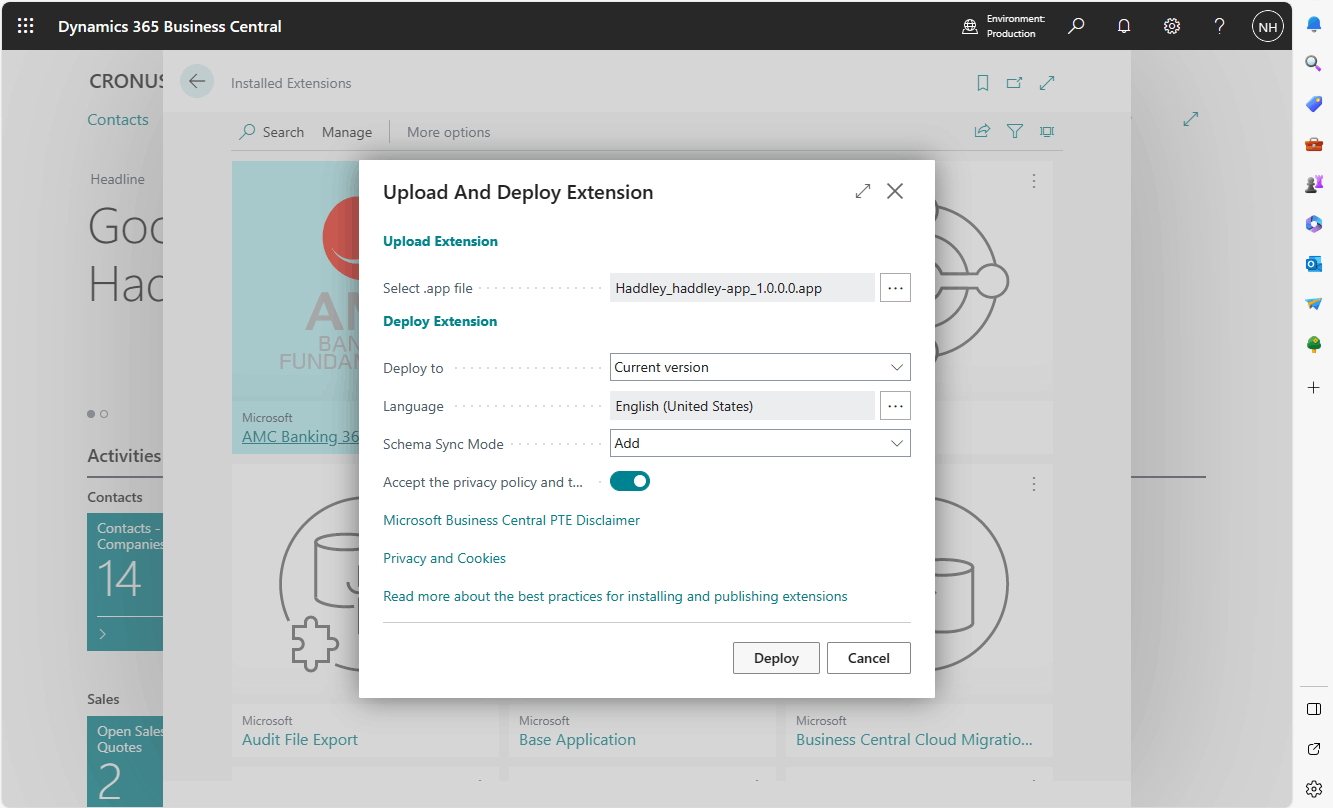 Dynamics 365 Business Central
Environment:
Production
NH
CRONUS
Installed Extensions
Contacts
Search
Manage
More options
Headline
Upload And Deploy Extension
Upload Extension
Select .app file
Haddley_haddley-app_1.0.0.0.app
Deploy Extension
Deploy to
Current version
Language
English (United States)
Schema Sync Mode
Add
Accept the privacy policy and t...
Microsoft Business Central PTE Disclaimer
Privacy and Cookies
Read more about the best practices for installing and publishing extensions
Deploy
Cancel
Microsoft
AMC Banking 36
BAN
FUNDA
Activities
Contacts
Contacts -
Companies
14
Sales
Open Sales
Quotes
2
Microsoft
Audit File Export
Microsoft
Base Application
Microsoft
Business Central Cloud Migratio...